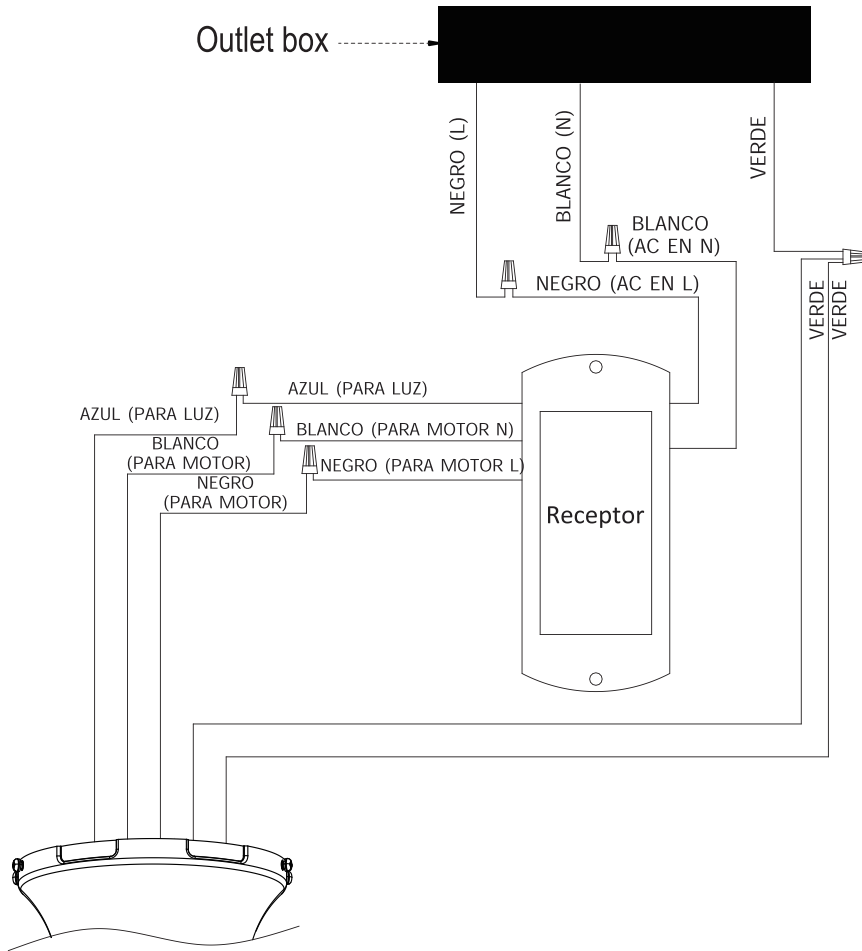 Outlet box
NEGRO (L)
BLANCO (N)
VERDE
BLANCO
(AC EN N)
NEGRO (AC EN L)
VERDE
VERDE
AZUL (PARA LUZ)
AZUL (PARA LUZ)
BLANCO (PARA MOTOR N)
BLANCO
(PARA MOTOR)
NEGRO (PARA MOTOR L)
NEGRO
(PARA MOTOR)
Receptor